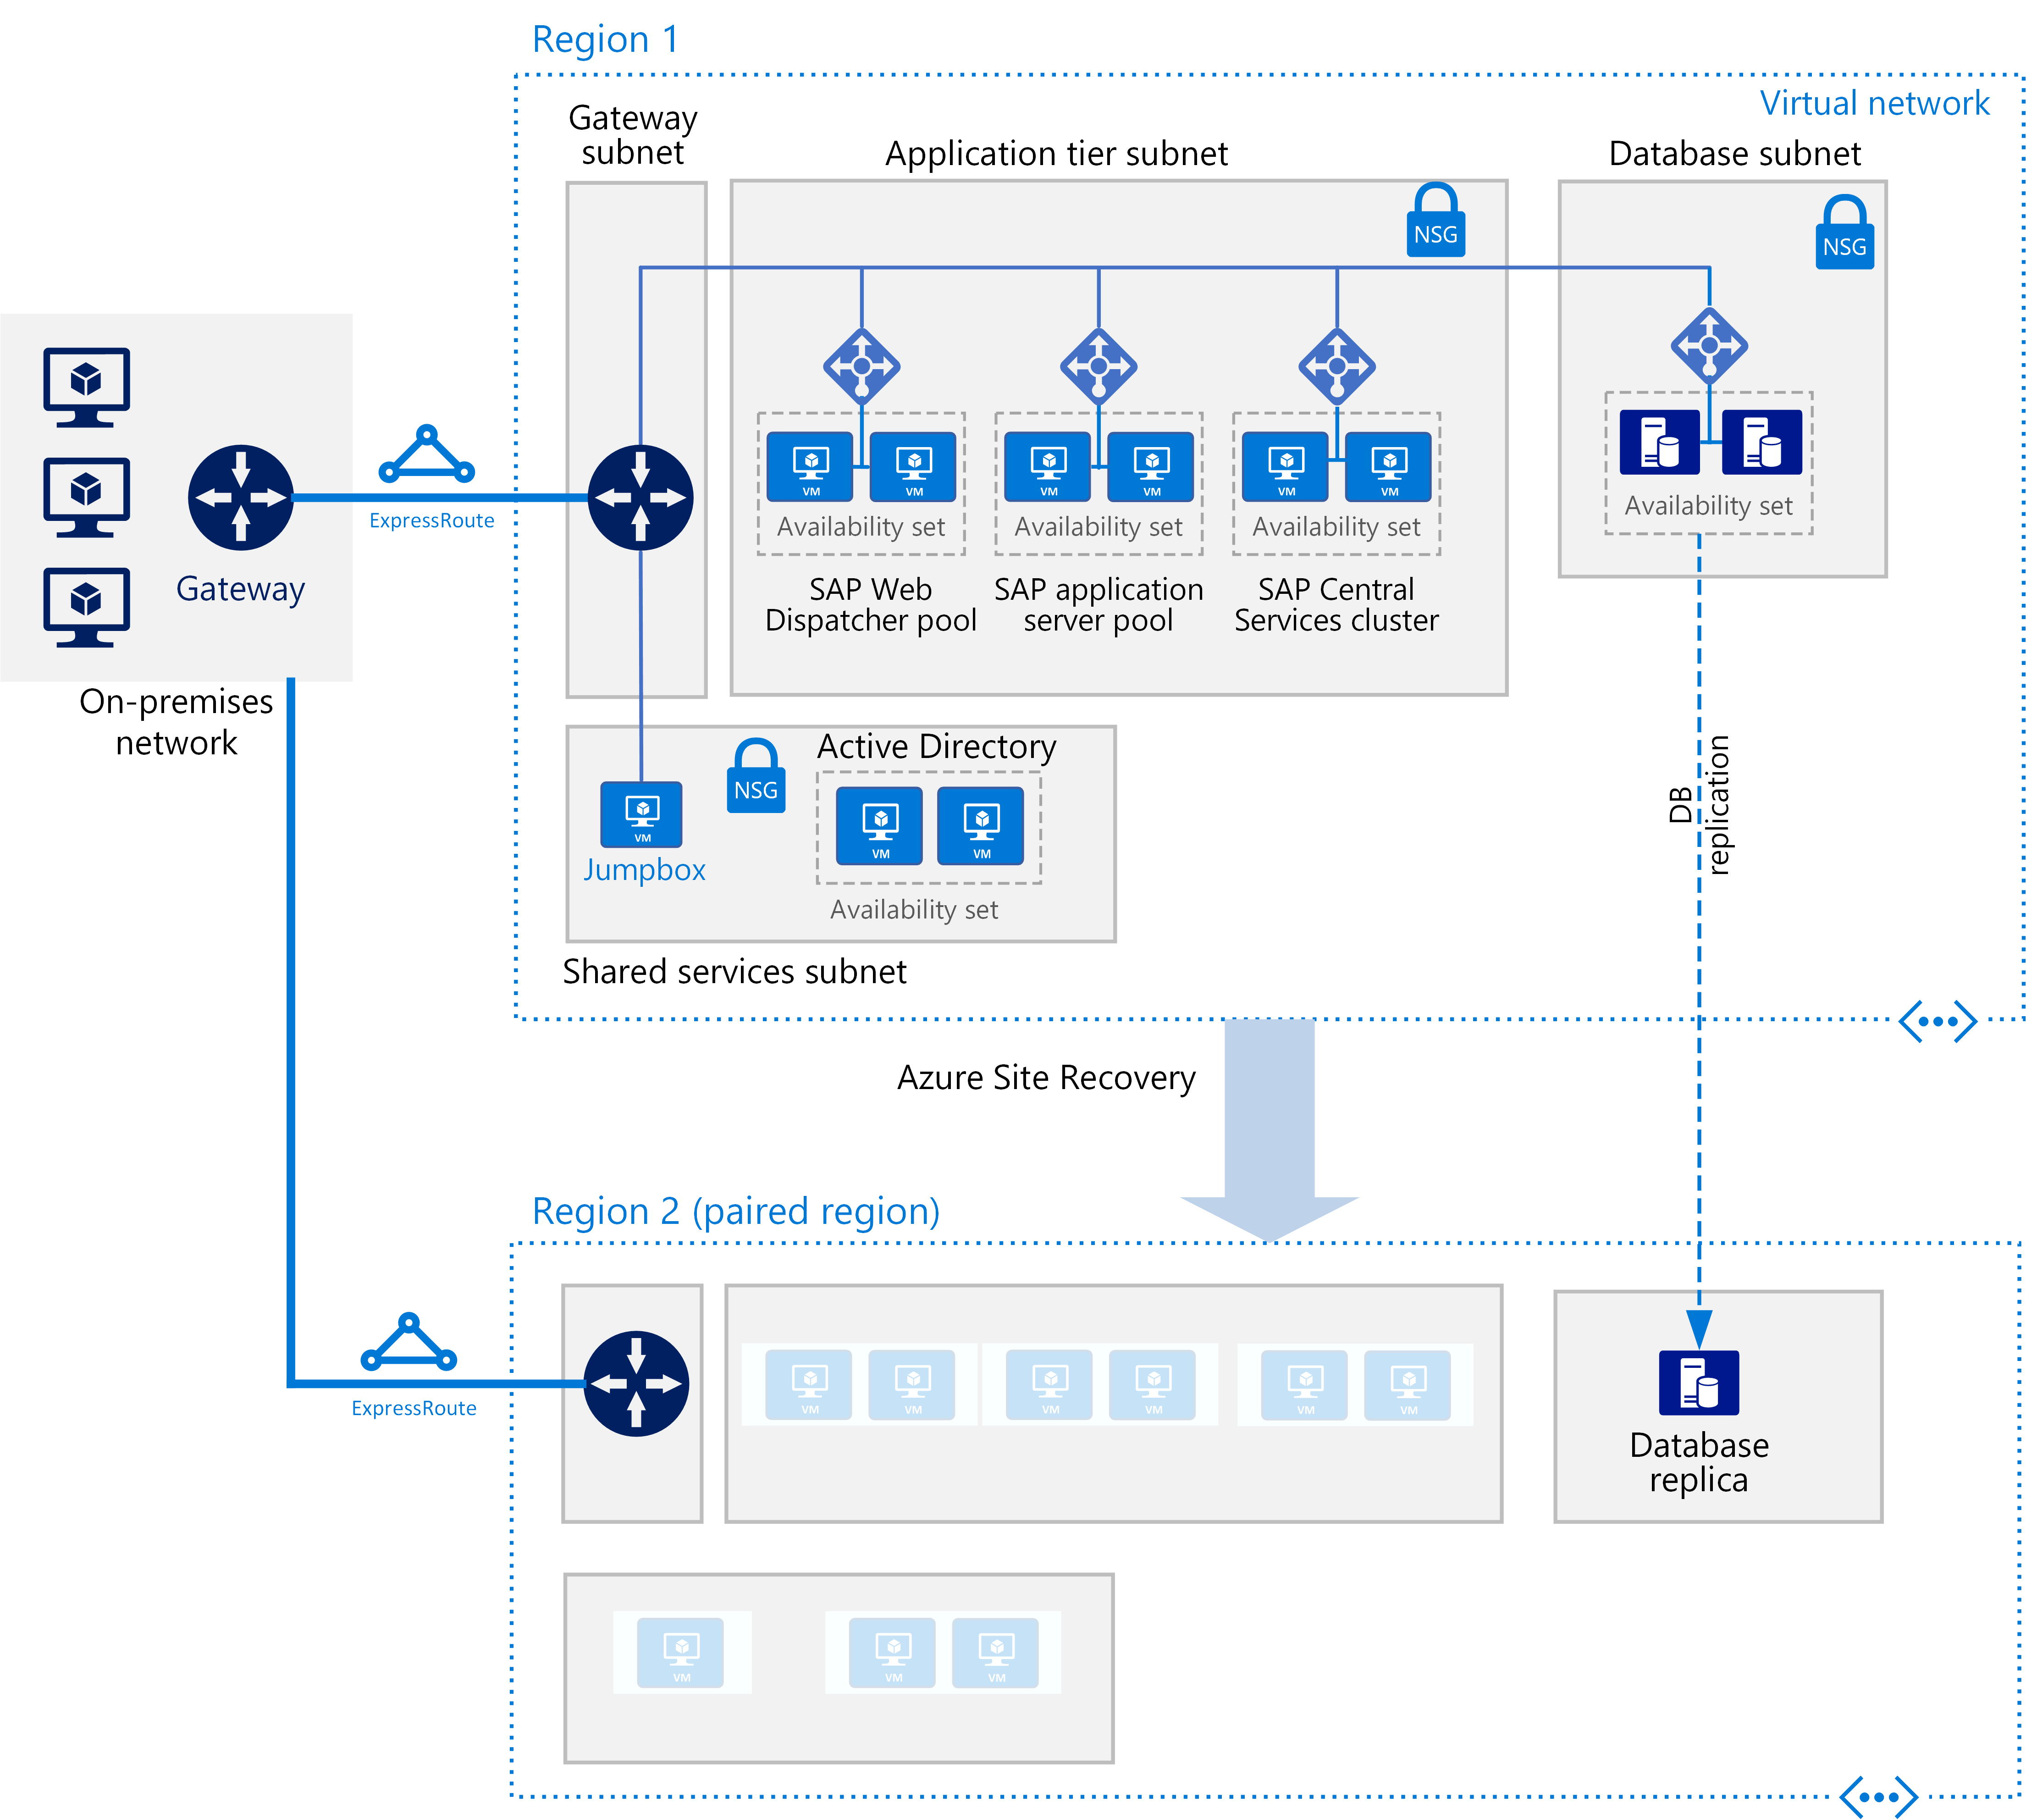 Region 1
Virtual network
Gateway
subnet
Application tier subnet
Database subnet
NSG
NSG
ExpressRoute
Gateway
On-premises
network
VM
VM
Availability set
SAP Web
Dispatcher pool
VM
VM
Availability set
SAP application
server pool
VM
VM
Availability set
SAP Central
Services cluster
Availability set
NSG
Active Directory
VM
Jumpbox
VM
VM
Availability set
Shared services subnet
DB
replication
Azure Site Recovery
Region 2 (paired region)
ExpressRoute
VM
VM
VM
VM
VM
VM
Database
replica
VM
VM
VM